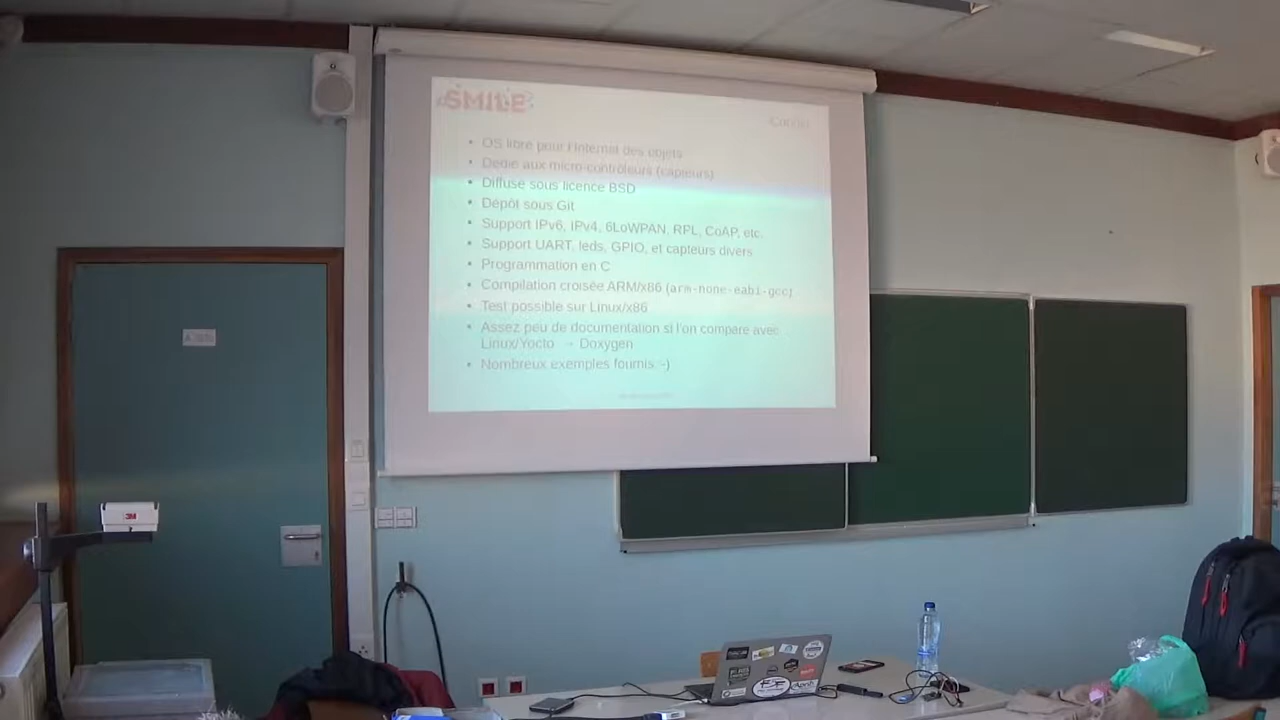 SMILE
Contiki
• OS libre pour l'Internet des objets
• Dédié aux micro-contrôleurs (capteurs)
• Diffusé sous licence BSD
• Dépôt sous Git
• Support IPv6, IPv4, 6LoWPAN, RPL, CoAP, etc.
• Support UART, leds, GPIO, et capteurs divers
• Programmation en C
• Compilation croisée ARM/x86 (arm-none-eabi-gcc)
• Test possible sur Linux/x86
• Assez peu de documentation si l'on compare avec
Linux/Yocto → Doxygen
• Nombreux exemples fournis :-)
3M